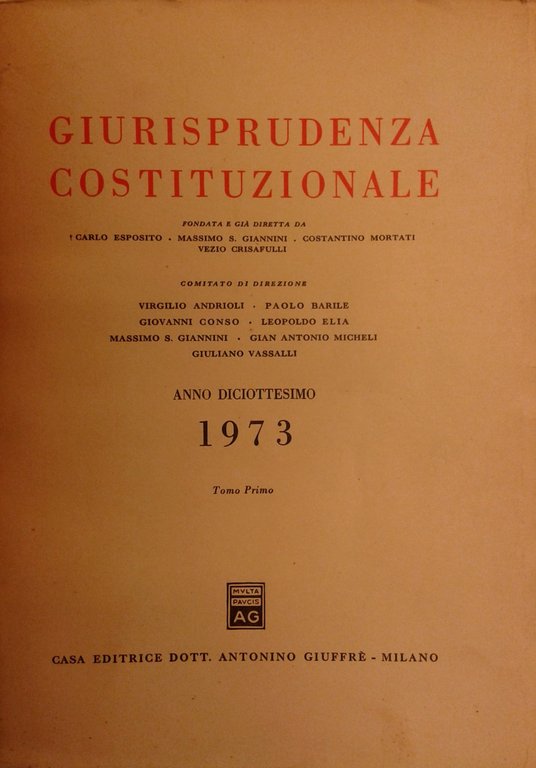 GIURISPRUDENZA
COSTITUZIONALE
FONDATA E GIÀ DIRETTA DA
† CARLO ESPOSITO • MASSIMO S. GIANNINI . COSTANTINO MORTATI
VEZIO CRISAFULLI
COMITATO DI DIREZIONE
VIRGILIO ANDRIOLI • PAOLO BARILE
GIOVANNI CONSO • LEOPOLDO ELIA
MASSIMO S. GIANNINI • GIAN ANTONIO MICHELI
GIULIANO VASSALLI
ANNO DICIOTTESIMO
1973
Tomo Primo
MVLTA
PAVCIS
AG
CASA EDITRICE DOTT. ANTONINO GIUFFRÈ - MILANO